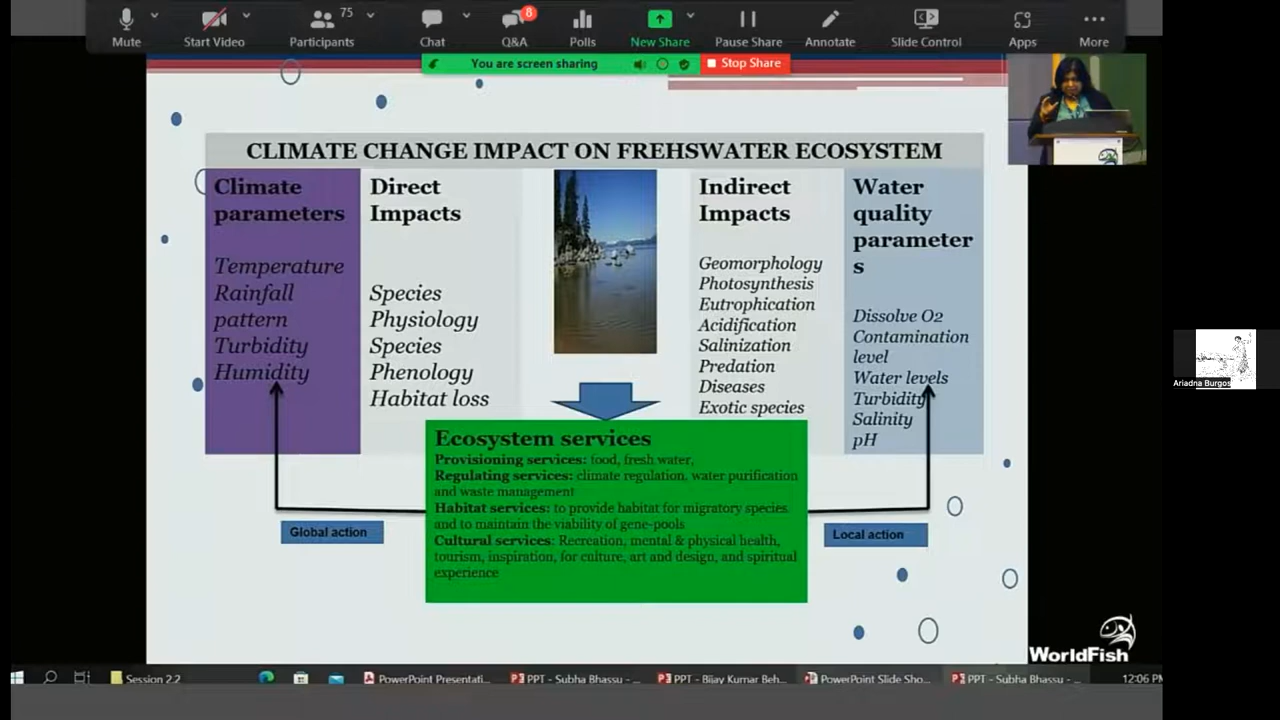 75
8
Mute
Start Video
Participants
Chat
Q&A
Polls
New Share
Pause Share
Annotate
Slide Control
Apps
More
You are screen sharing
Stop Share
CLIMATE CHANGE IMPACT ON FREHSWATER ECOSYSTEM
Climate
parameters
Temperature
Rainfall
pattern
Turbidity
Humidity
Direct
Impacts
Species
Physiology
Species
Phenology
Habitat loss
Indirect
Impacts
Geomorphology
Photosynthesis
Eutrophication
Acidification
Salinization
Predation
Diseases
Exotic species
Water
quality
parameter
s
Dissolve O2
Contamination
level
Water levels
Turbidity
Salinity
pH
Ecosystem services
Provisioning services: food, fresh water,
Regulating services: climate regulation, water purification
and waste management
Habitat services: to provide habitat for migratory species
and to maintain the viability of gene-pools
Cultural services: Recreation, mental & physical health,
tourism, inspiration, for culture, art and design, and spiritual
experience
Global action
Local action
Ariadna Burgos
WorldFish
Session 2.2
PowerPoint Presentati...
PPT - Subha Bhassu - ...
PPT - Bijay Kumar Beh...
PowerPoint Slide Sho...
PPT - Subha Bhassu - ...
12:06 PM